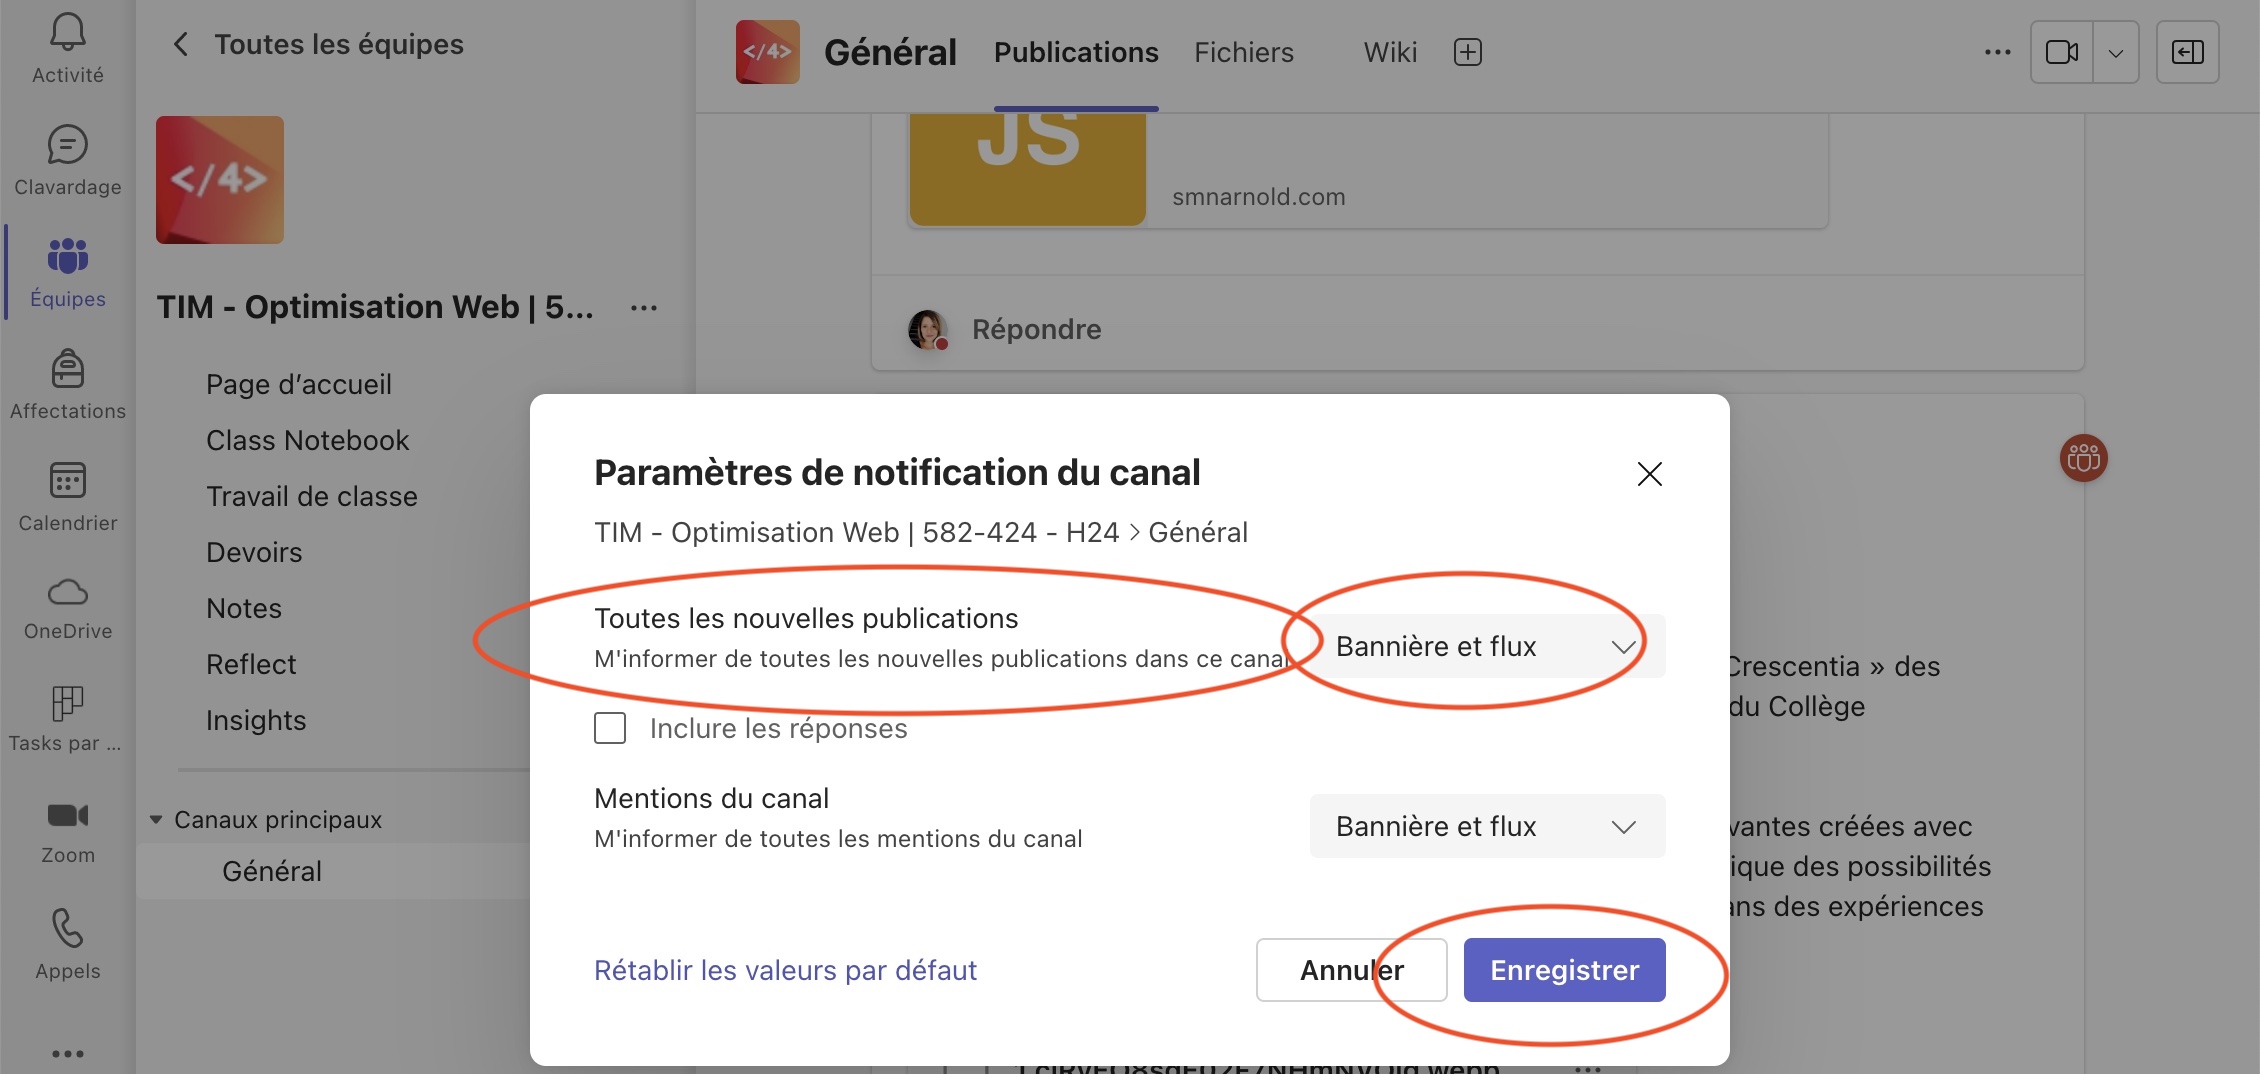 Activité
Clavardage
Équipes
Affectations
Calendrier
OneDrive
Tasks par ...
Zoom
Appels
Toutes les équipes
</4>
TIM - Optimisation Web | 5...
Page d’accueil
Class Notebook
Travail de classe
Devoirs
Notes
Reflect
Insights
Canaux principaux
Général
</4>
Général
Publications
Fichiers
Wiki
JS
smnarnold.com
Répondre
Crescentia » des
du Collège
vantes créées avec
ique des possibilités
ans des expériences
Paramètres de notification du canal
TIM - Optimisation Web | 582-424 - H24 > Général
Toutes les nouvelles publications
M'informer de toutes les nouvelles publications dans ce canal
Bannière et flux
Inclure les réponses
Mentions du canal
M'informer de toutes les mentions du canal
Bannière et flux
Rétablir les valeurs par défaut
Annuler
Enregistrer